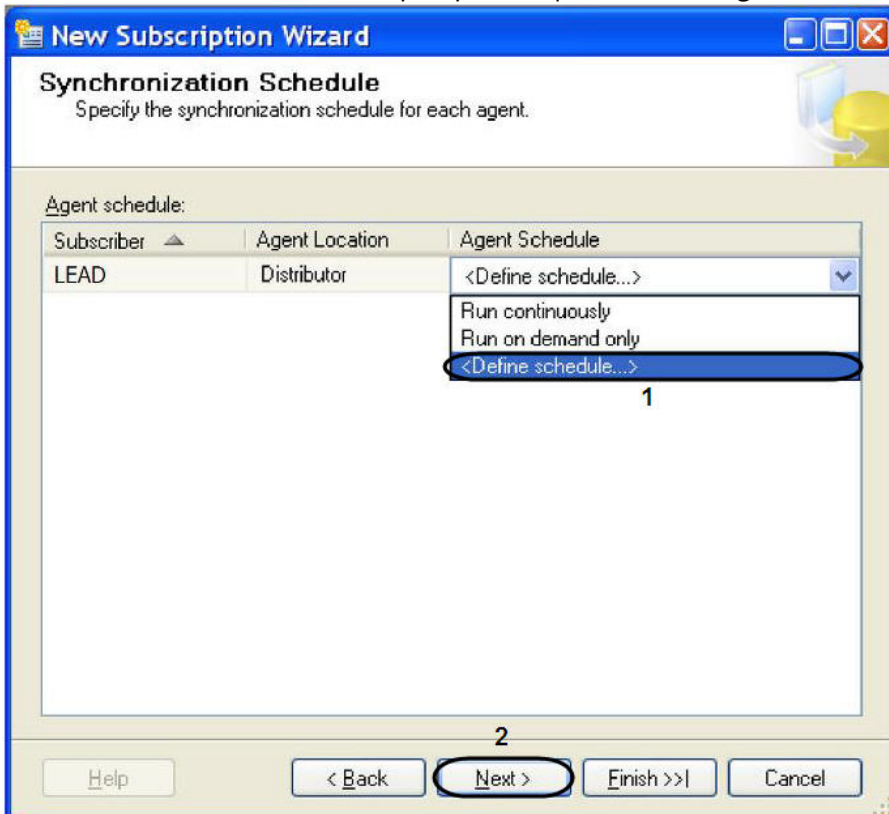 New Subscription Wizard
Synchronization Schedule
Specify the synchronization schedule for each agent.
Agent schedule:
Subscriber Agent Location Agent Schedule
LEAD Distributor <Define schedule...>
Run continuously
Run on demand only
<Define schedule...>
1
2
Help < Back Next > Finish >>| Cancel